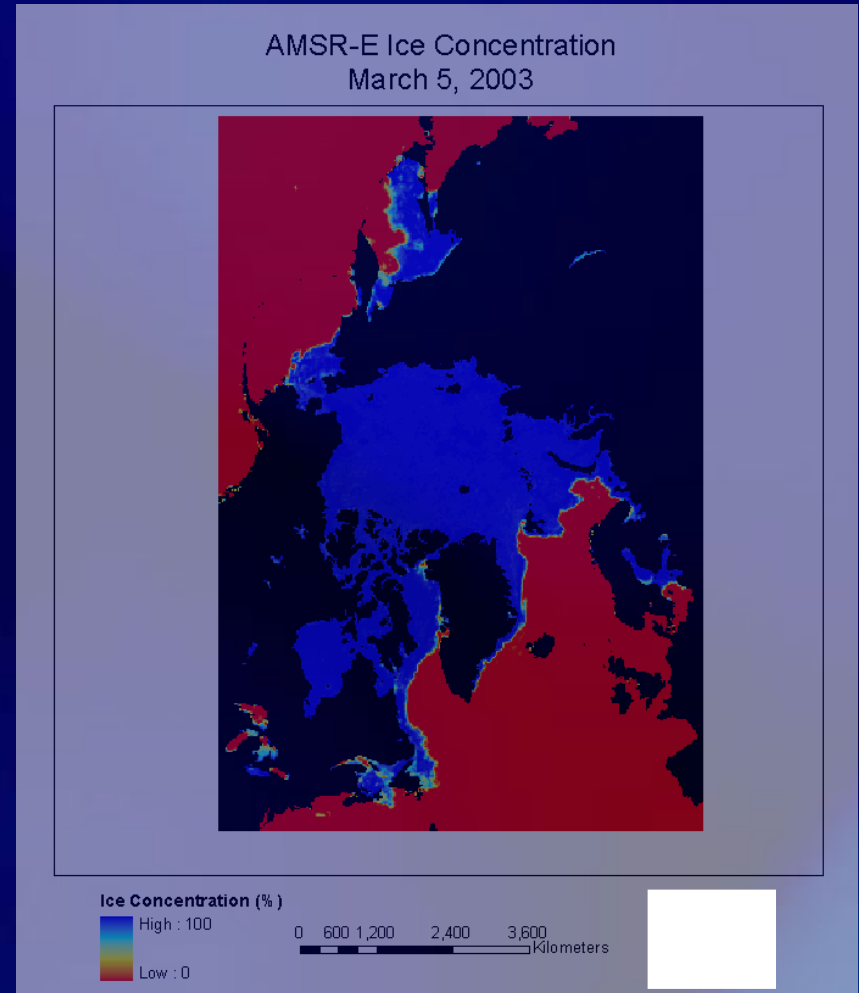 AMSR-E Ice Concentration
March 5, 2003
Ice Concentration (%)
High : 100
Low : 0
0 600 1,200 2,400 3,600
Kilometers